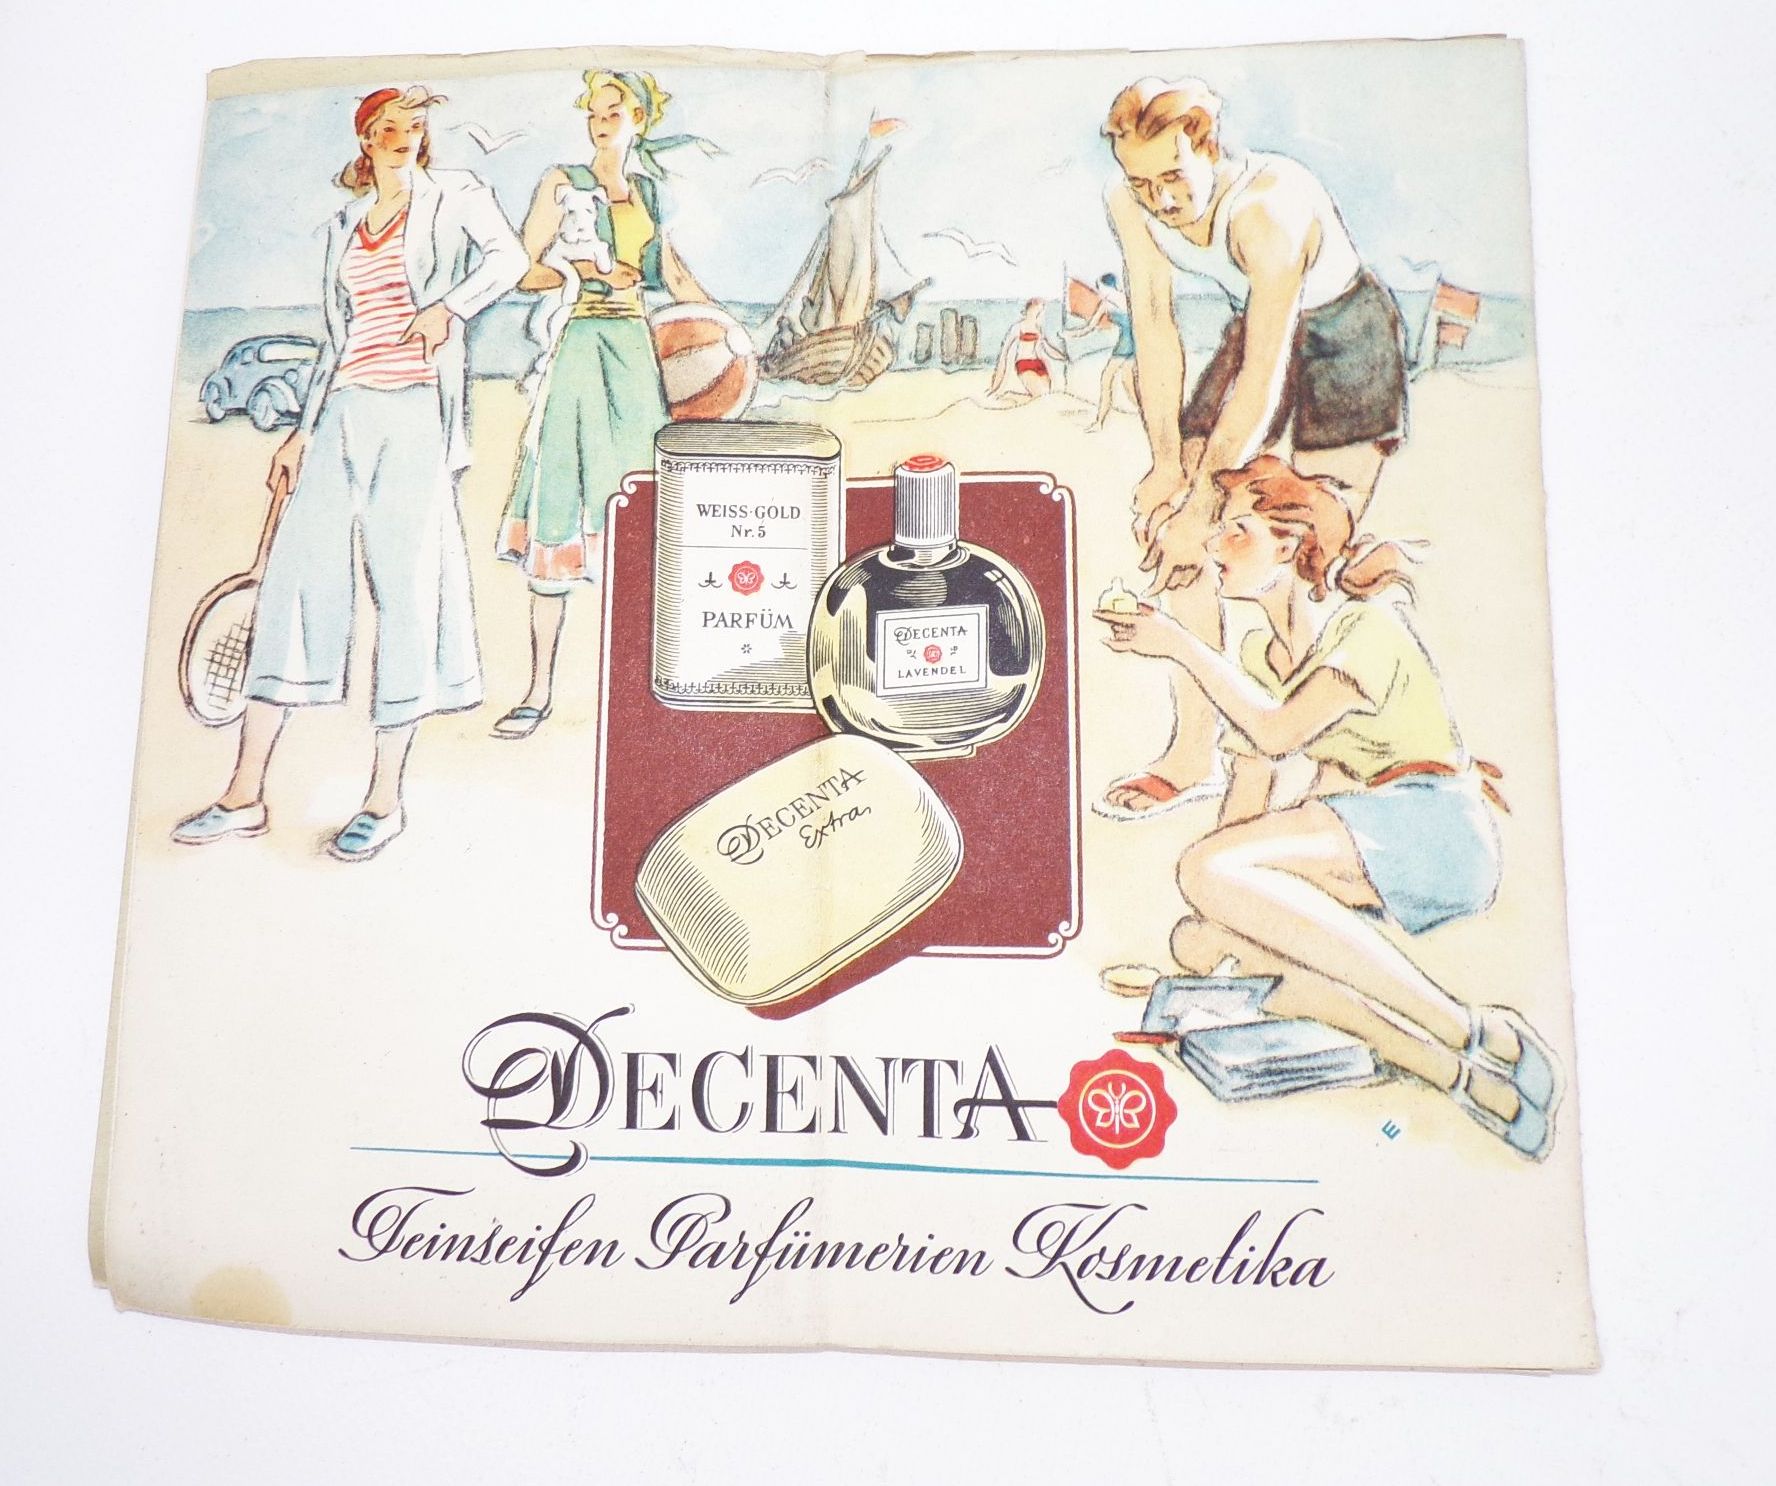 WEISS·GOLD
Nr. 5
PARFÜM
DECENTA
LAVENDEL
DECENTA
Extra
DECENTA
Feinseifen Parfümerien Kosmetika
E